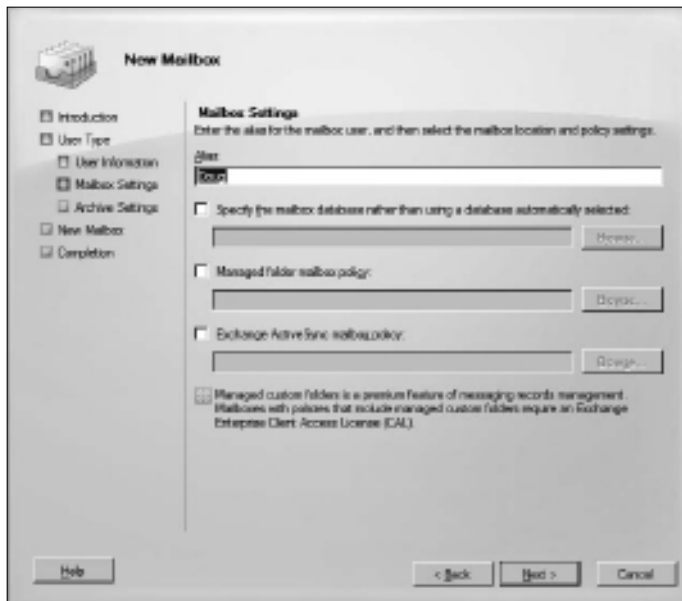 New Mailbox
Introduction
User Type
User Information
Mailbox Settings
Archive Settings
New Mailbox
Completion
Mailbox Settings
Enter the alias for the mailbox user, and then select the mailbox location and policy settings.
Alias:
Doug
Specify the mailbox database rather than using a database automatically selected:
Browse...
Managed folder mailbox policy:
Browse...
Exchange ActiveSync mailbox policy:
Browse...
Managed custom folders is a premium feature of messaging records management.
Mailboxes with policies that include managed custom folders require an Exchange
Enterprise Client Access License (CAL).
Help
< Back
Next >
Cancel